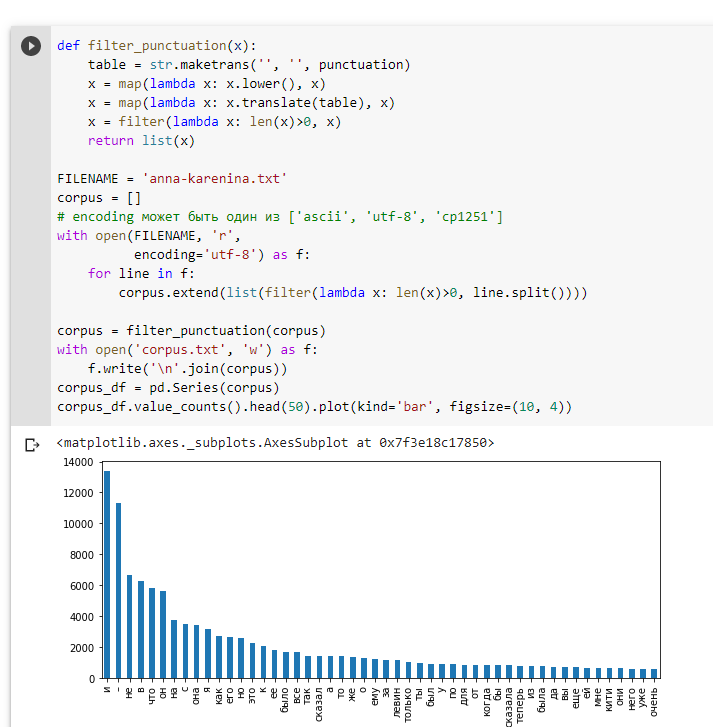 def filter_punctuation(x):
    table = str.maketrans('', '', punctuation)
    x = map(lambda x: x.lower(), x)
    x = map(lambda x: x.translate(table), x)
    x = filter(lambda x: len(x)>0, x)
    return list(x)

FILENAME = 'anna-karenina.txt'
corpus = []
# encoding может быть один из ['ascii', 'utf-8', 'cp1251']
with open(FILENAME, 'r',
          encoding='utf-8') as f:
    for line in f:
        corpus.extend(list(filter(lambda x: len(x)>0, line.split())))

corpus = filter_punctuation(corpus)
with open('corpus.txt', 'w') as f:
    f.write('\n'.join(corpus))
corpus_df = pd.Series(corpus)
corpus_df.value_counts().head(50).plot(kind='bar', figsize=(10, 4))
<matplotlib.axes._subplots.AxesSubplot at 0x7f3e18c17850>
14000
12000
10000
8000
6000
4000
2000
0
и
–
не
в
что
он
на
с
она
я
как
его
но
это
к
ее
было
все
так
сказал
а
то
же
о
ему
за
левин
только
ты
был
у
по
для
от
когда
бы
сказала
теперь
из
была
да
вы
еще
ей
мне
кити
они
него
уже
очень